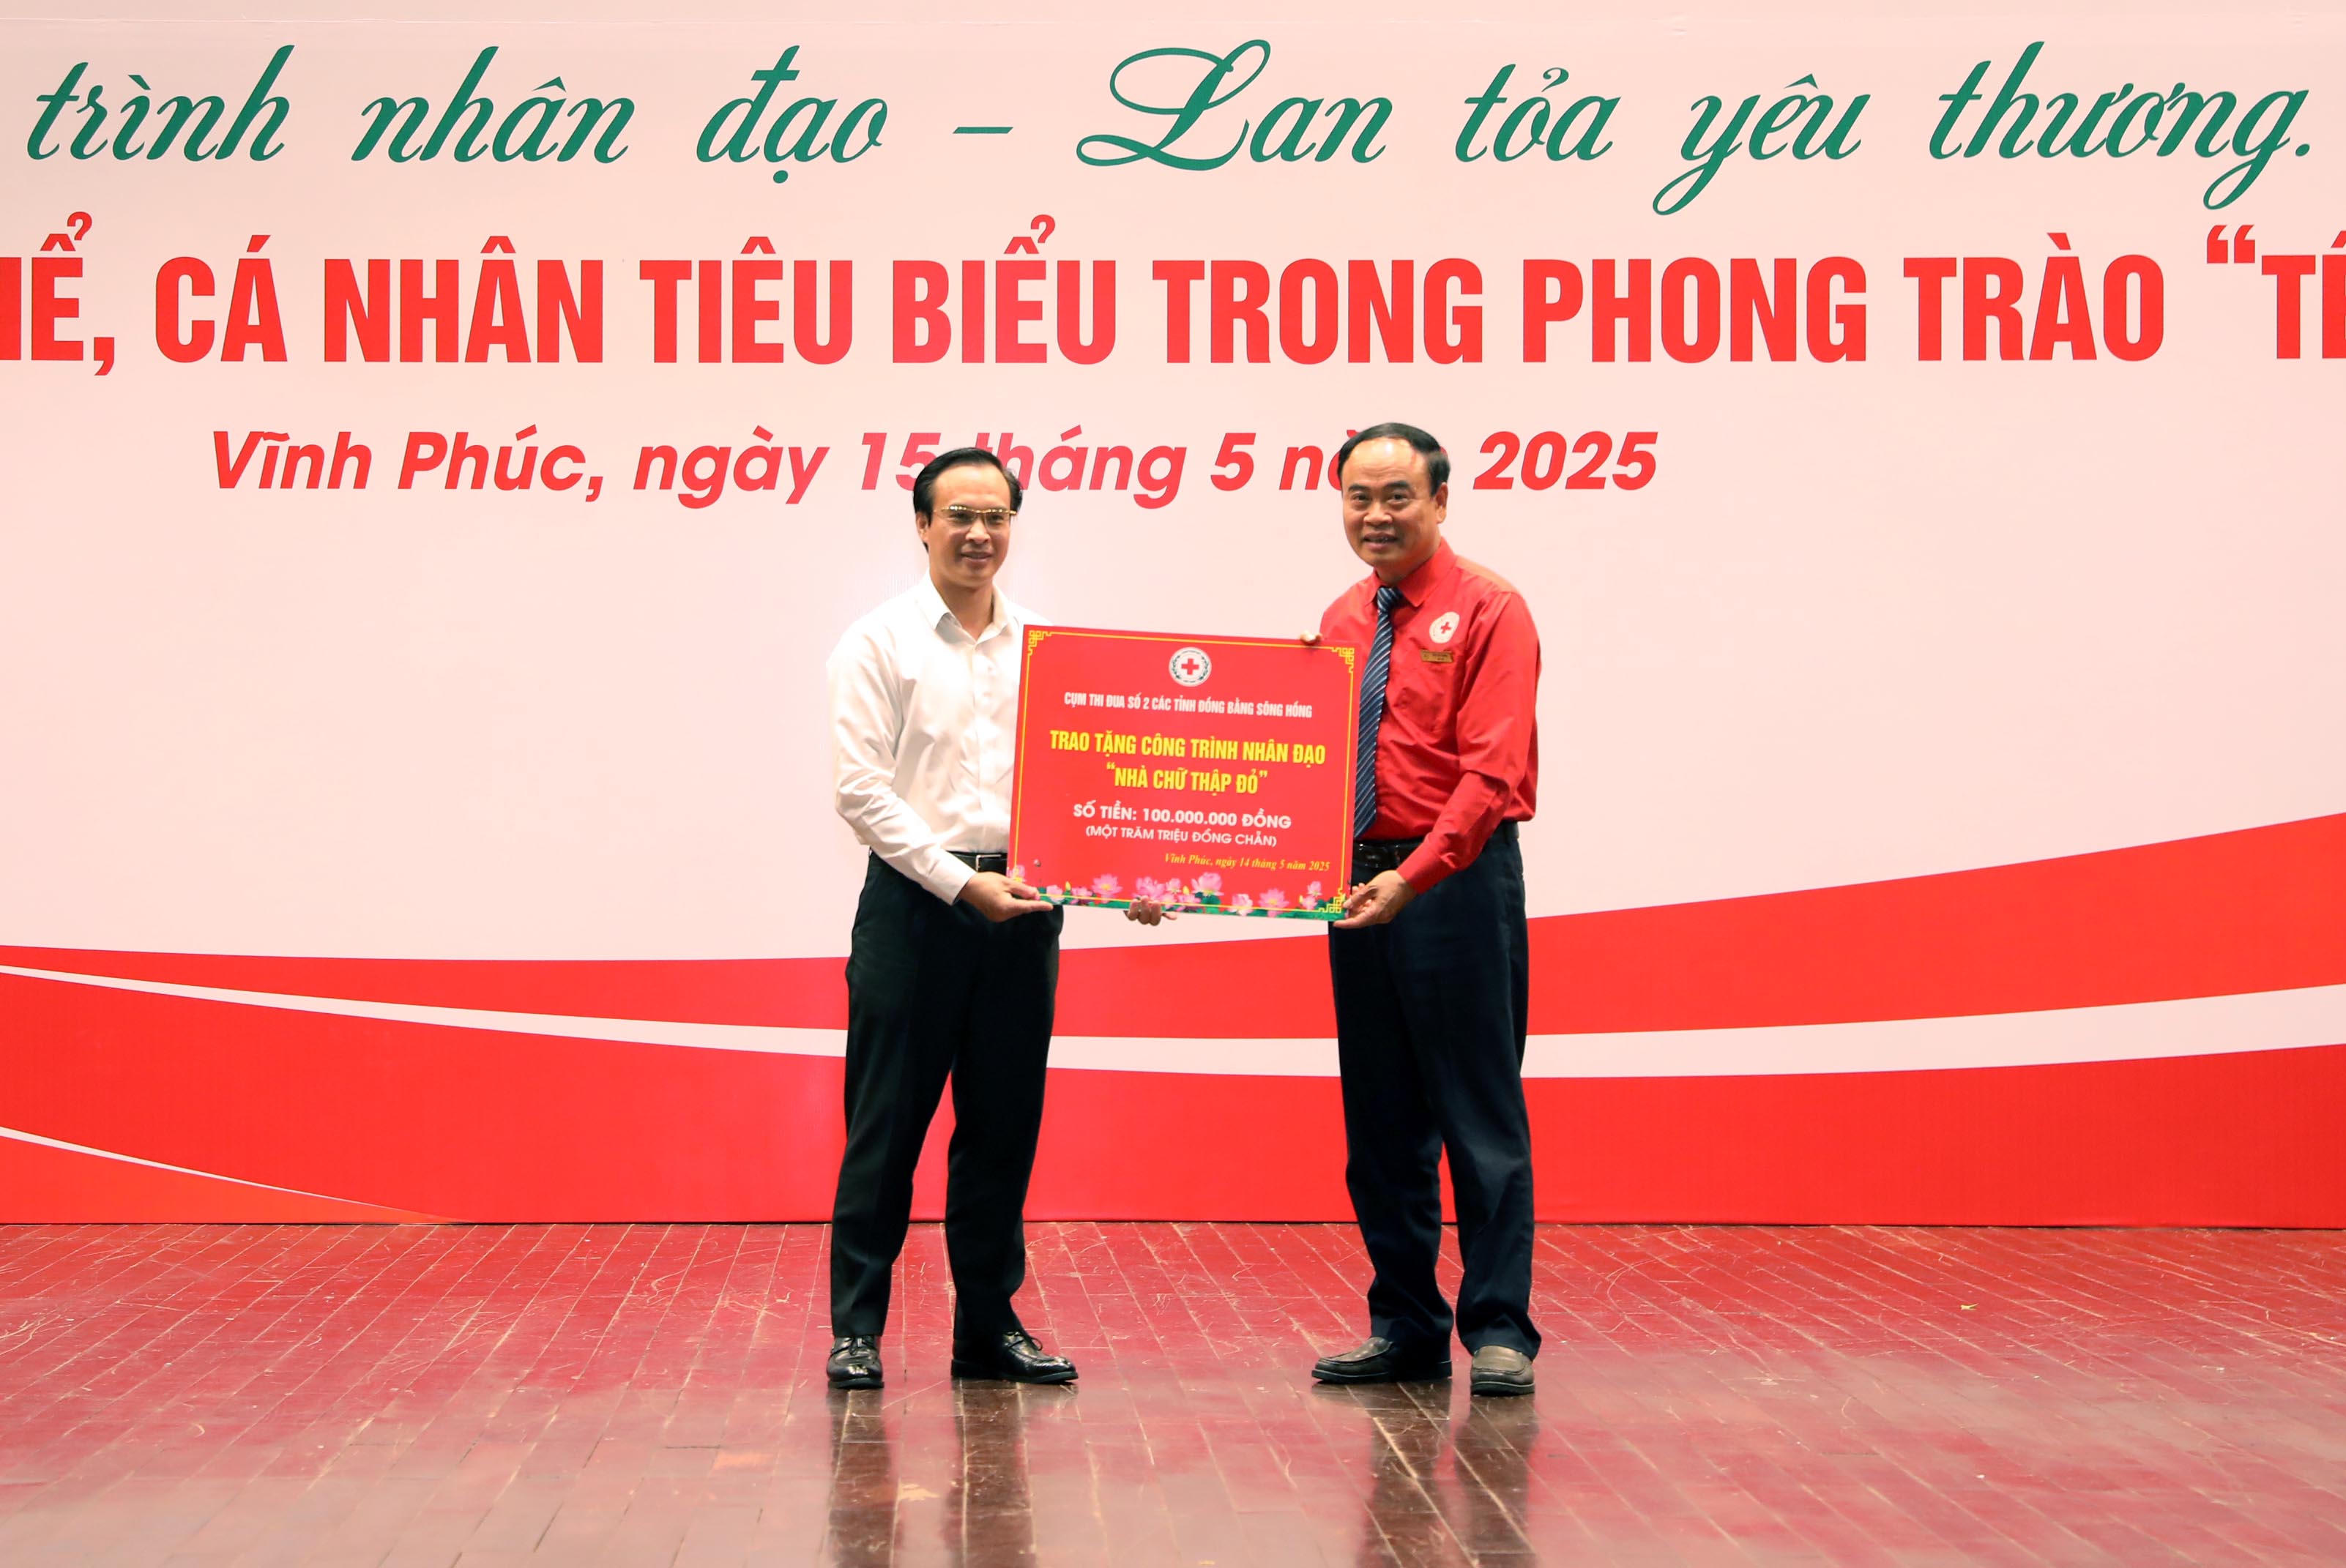 trình nhân đạo – Lan tỏa yêu thương.
HỂ, CÁ NHÂN TIÊU BIỂU TRONG PHONG TRÀO “TẾ
Vĩnh Phúc, ngày 15 tháng 5 năm 2025
CỤM THI ĐUA SỐ 2 CÁC TỈNH ĐỒNG BẰNG SÔNG HỒNG
TRAO TẶNG CÔNG TRÌNH NHÂN ĐẠO
“NHÀ CHỮ THẬP ĐỎ”
SỐ TIỀN: 100.000.000 ĐỒNG
(MỘT TRĂM TRIỆU ĐỒNG CHẴN)
Vĩnh Phúc, ngày 14 tháng 5 năm 2025